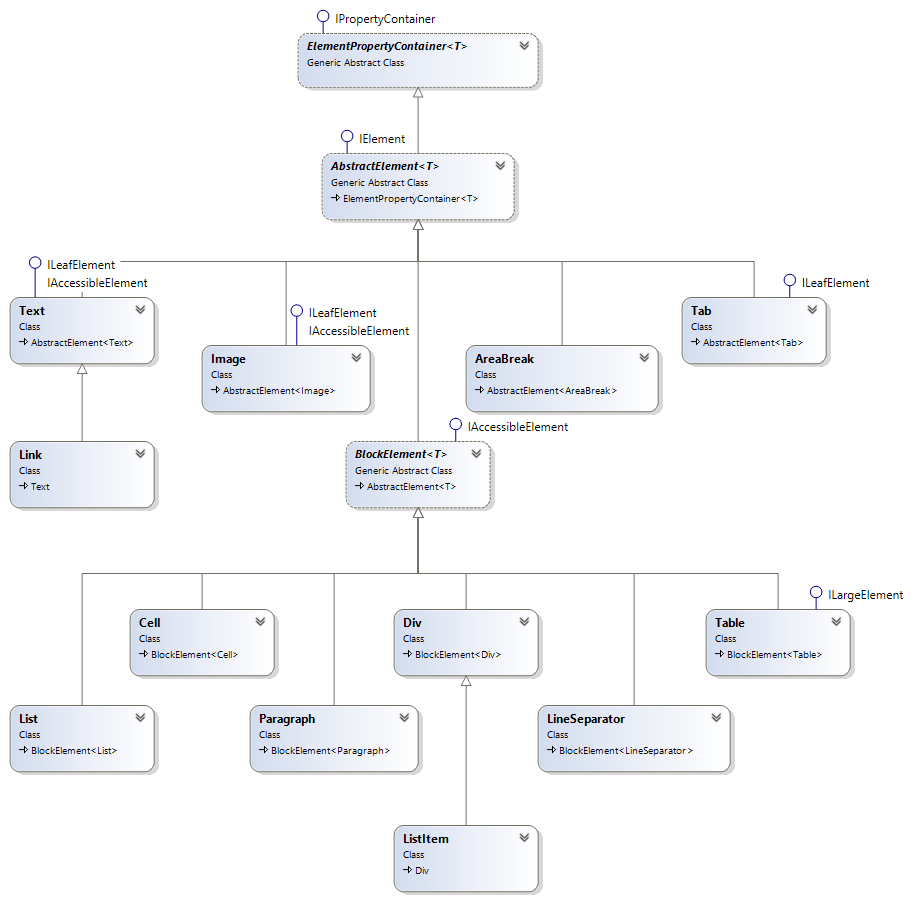 IPropertyContainer
ElementPropertyContainer<T>
Generic Abstract Class
IElement
AbstractElement<T>
Generic Abstract Class
ElementPropertyContainer<T>
ILeafElement
IAccessibleElement
Text
Class
AbstractElement<Text>
ILeafElement
IAccessibleElement
Image
Class
AbstractElement<Image>
AreaBreak
Class
AbstractElement<AreaBreak>
ILeafElement
Tab
Class
AbstractElement<Tab>
Link
Class
Text
IAccessibleElement
BlockElement<T>
Generic Abstract Class
AbstractElement<T>
Cell
Class
BlockElement<Cell>
Div
Class
BlockElement<Div>
ILargeElement
Table
Class
BlockElement<Table>
List
Class
BlockElement<List>
Paragraph
Class
BlockElement<Paragraph>
LineSeparator
Class
BlockElement<LineSeparator>
ListItem
Class
Div